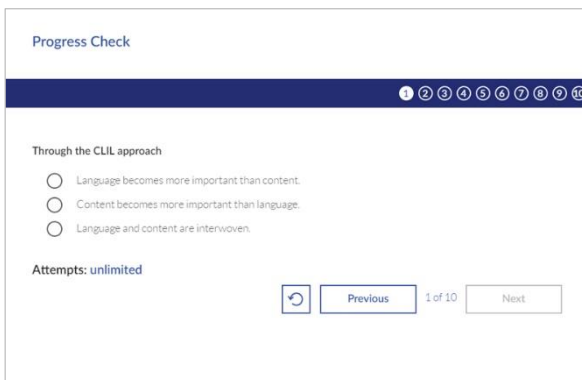 Progress Check
1 2 3 4 5 6 7 8 9 10
Through the CLIL approach
Language becomes more important than content.
Content becomes more important than language.
Language and content are interwoven.
Attempts: unlimited
Previous 1 of 10 Next